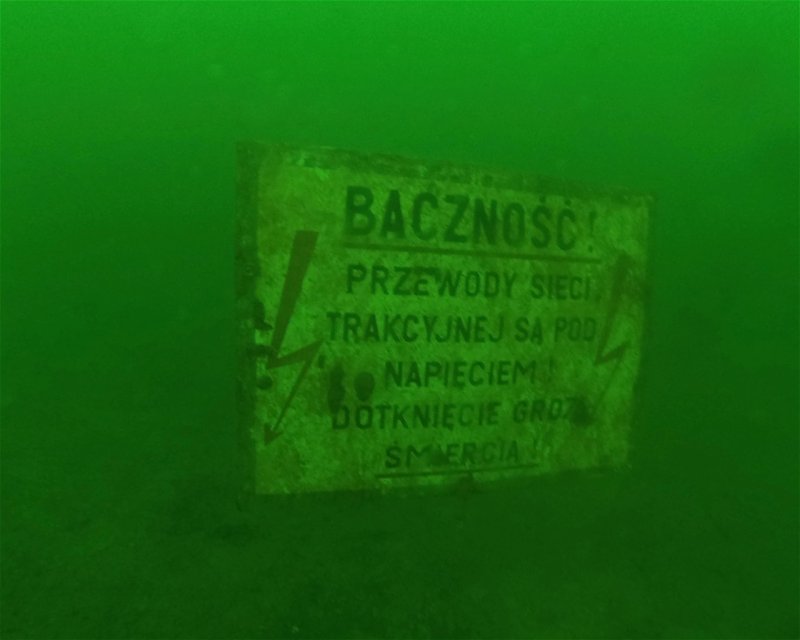 BACZNOŚĆ!
PRZEWODY SIECI
TRAKCYJNEJ SĄ POD
NAPIĘCIEM!
DOTKNIĘCIE GROZI
ŚMIERCIĄ!